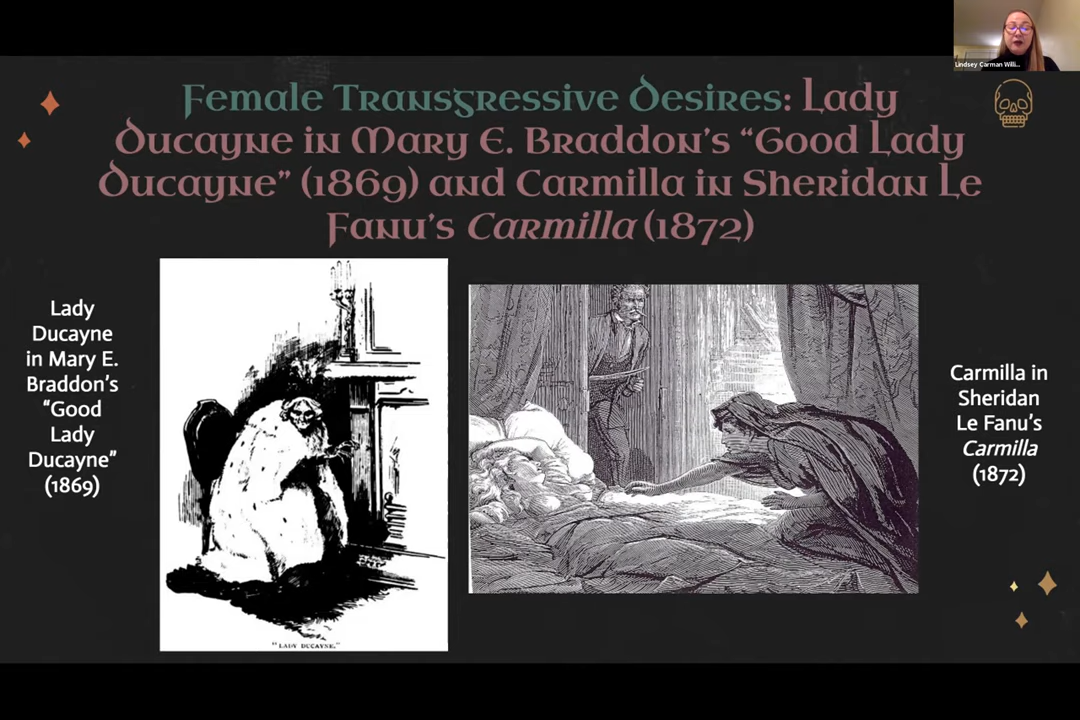 Lindsey Carman Willi...
Female Transgressive Desires: Lady
Ducayne in Mary E. Braddon's "Good Lady
Ducayne" (1869) and Carmilla in Sheridan Le
Fanu's Carmilla (1872)
Lady
Ducayne
in Mary E.
Braddon's
"Good
Lady
Ducayne"
(1869)
"LADY DUCAYNE."
Carmilla in
Sheridan
Le Fanu's
Carmilla
(1872)